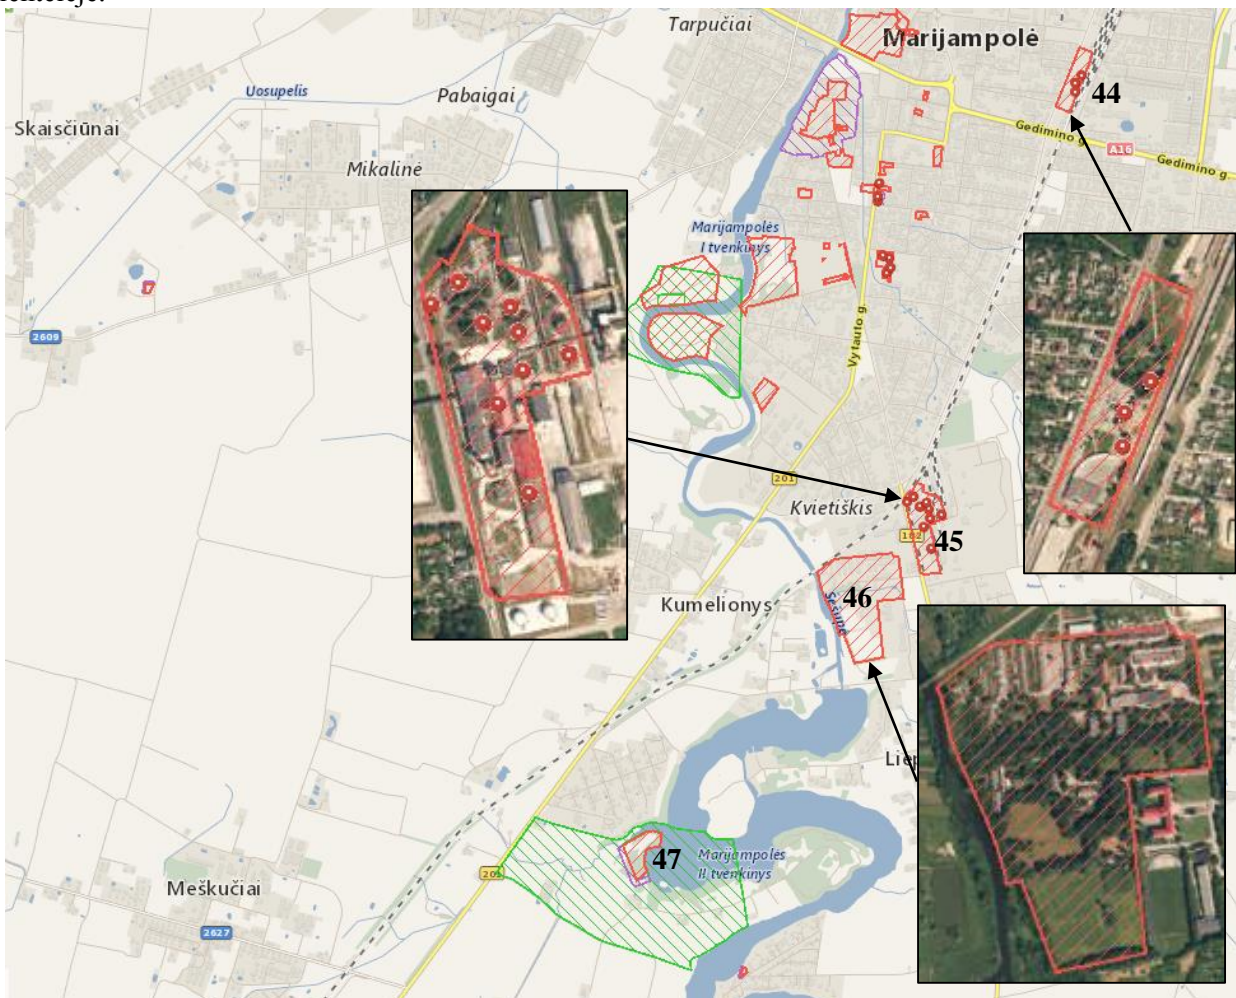 Tarpučiai
Marijampolė
44
Uosupelis
Pabaigai
Skaisčiūnai
Gedimino g.
A16
Gedimino g.
Mikalinė
Marijampolės
I tvenkinys
2609
Vytauto g.
201
Kvietiškis
182
45
46
Šešupė
Kumelionys
47
Marijampolės
II tvenkinys
201
Meškučiai
2627